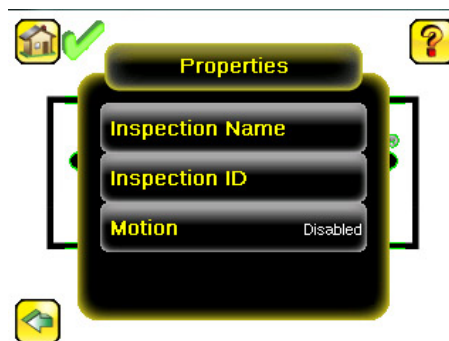 Properties
Inspection Name
Inspection ID
Motion Disabled